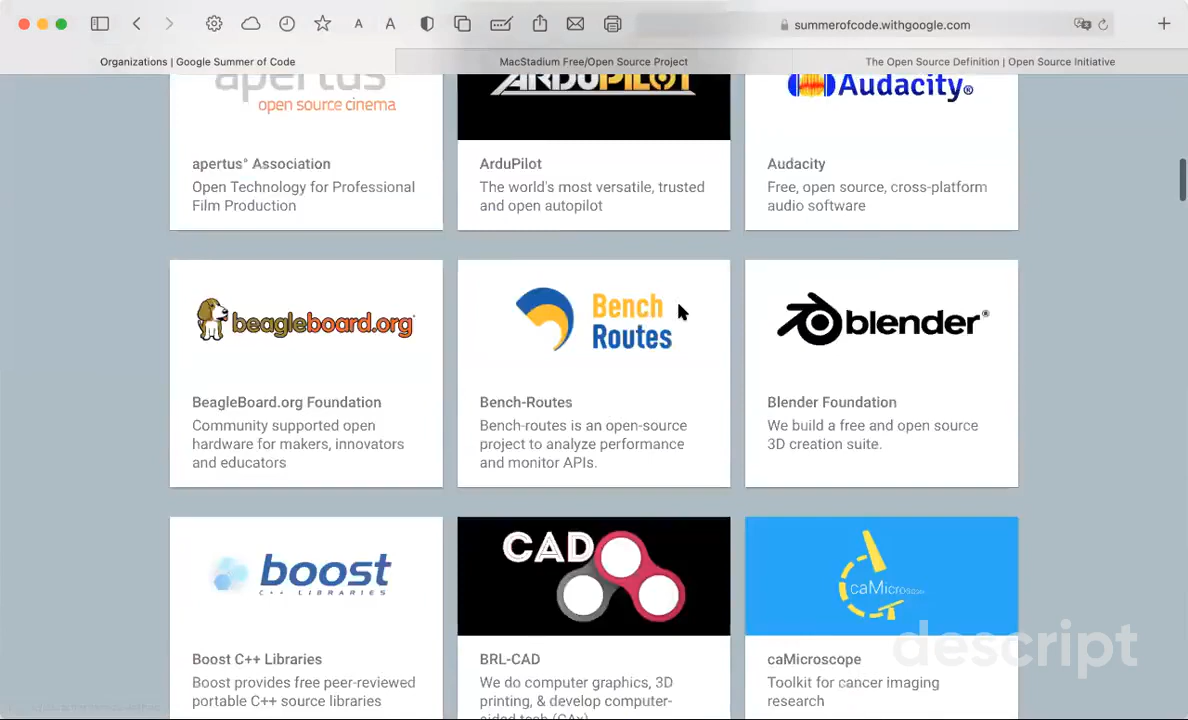 summerofcode.withgoogle.com
Organizations | Google Summer of Code
MacStadium Free/Open Source Project
The Open Source Definition | Open Source Initiative
apertus
open source cinema
ARDUPILOT
Audacity®
apertus° Association
Open Technology for Professional
Film Production
ArduPilot
The world's most versatile, trusted
and open autopilot
Audacity
Free, open source, cross-platform
audio software
beagleboard.org
Bench
Routes
blender®
BeagleBoard.org Foundation
Community supported open
hardware for makers, innovators
and educators
Bench-Routes
Bench-routes is an open-source
project to analyze performance
and monitor APIs.
Blender Foundation
We build a free and open source
3D creation suite.
boost
C++ LIBRARIES
CAD
caMicroscope
Boost C++ Libraries
Boost provides free peer-reviewed
portable C++ source libraries
BRL-CAD
We do computer graphics, 3D
printing, & develop computer-
aided tech (CAx)
caMicroscope
Toolkit for cancer imaging
research
descript